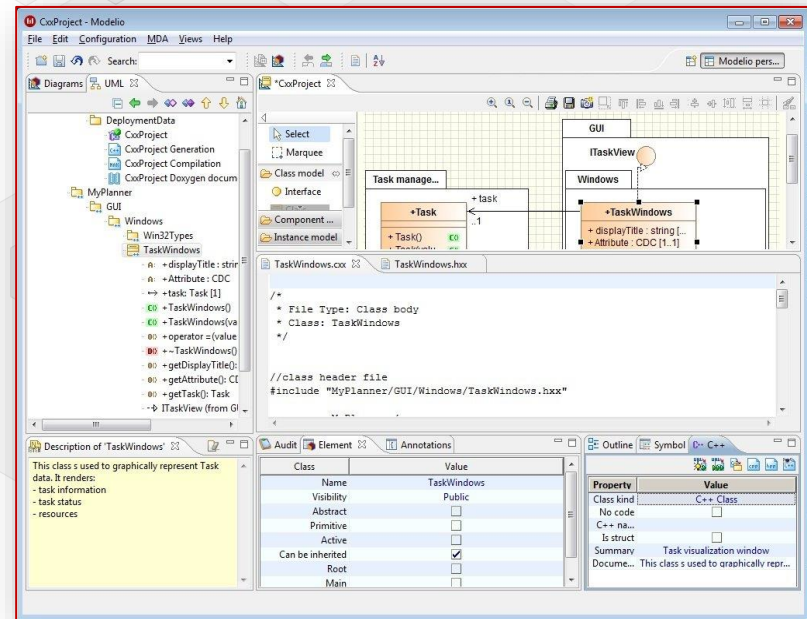 CxxProject - Modelio
File Edit Configuration MDA Views Help
Search:
Modelio pers...
Diagrams UML
DeploymentData
CxxProject
CxxProject Generation
CxxProject Compilation
CxxProject Doxygen docum
MyPlanner
GUI
Windows
Win32Types
TaskWindows
+displayTitle : strin
+Attribute : CDC
+task: Task [1]
+TaskWindows()
+TaskWindows(va
+operator =(value
+~TaskWindows()
+getDisplayTitle():
+getAttribute(): CD
+getTask(): Task
ITaskView (from GU
*CxxProject
Select
Marquee
Class model
Interface
Component ...
Instance model
Task manage...
+Task
+ Task()
+ task
..1
GUI
ITaskView
Windows
+TaskWindows
+ displayTitle : string [...
+ Attribute : CDC [1..1]
TaskWindows.cxx TaskWindows.hxx
/*
* File Type: Class body
* Class: TaskWindows
*/
//class header file
#include "MyPlanner/GUI/Windows/TaskWindows.hxx"
Description of 'TaskWindows'
This class s used to graphically represent Task
data. It renders:
- task information
- task status
- resources
Audit Element Annotations
Class Value
Name TaskWindows
Visibility Public
Abstract
Primitive
Active
Can be inherited
Root
Main
Outline Symbol C++
Property Value
Class kind C++ Class
No code
C++ na...
Is struct
Summary Task visualization window
Docume... This class s used to graphically repr...